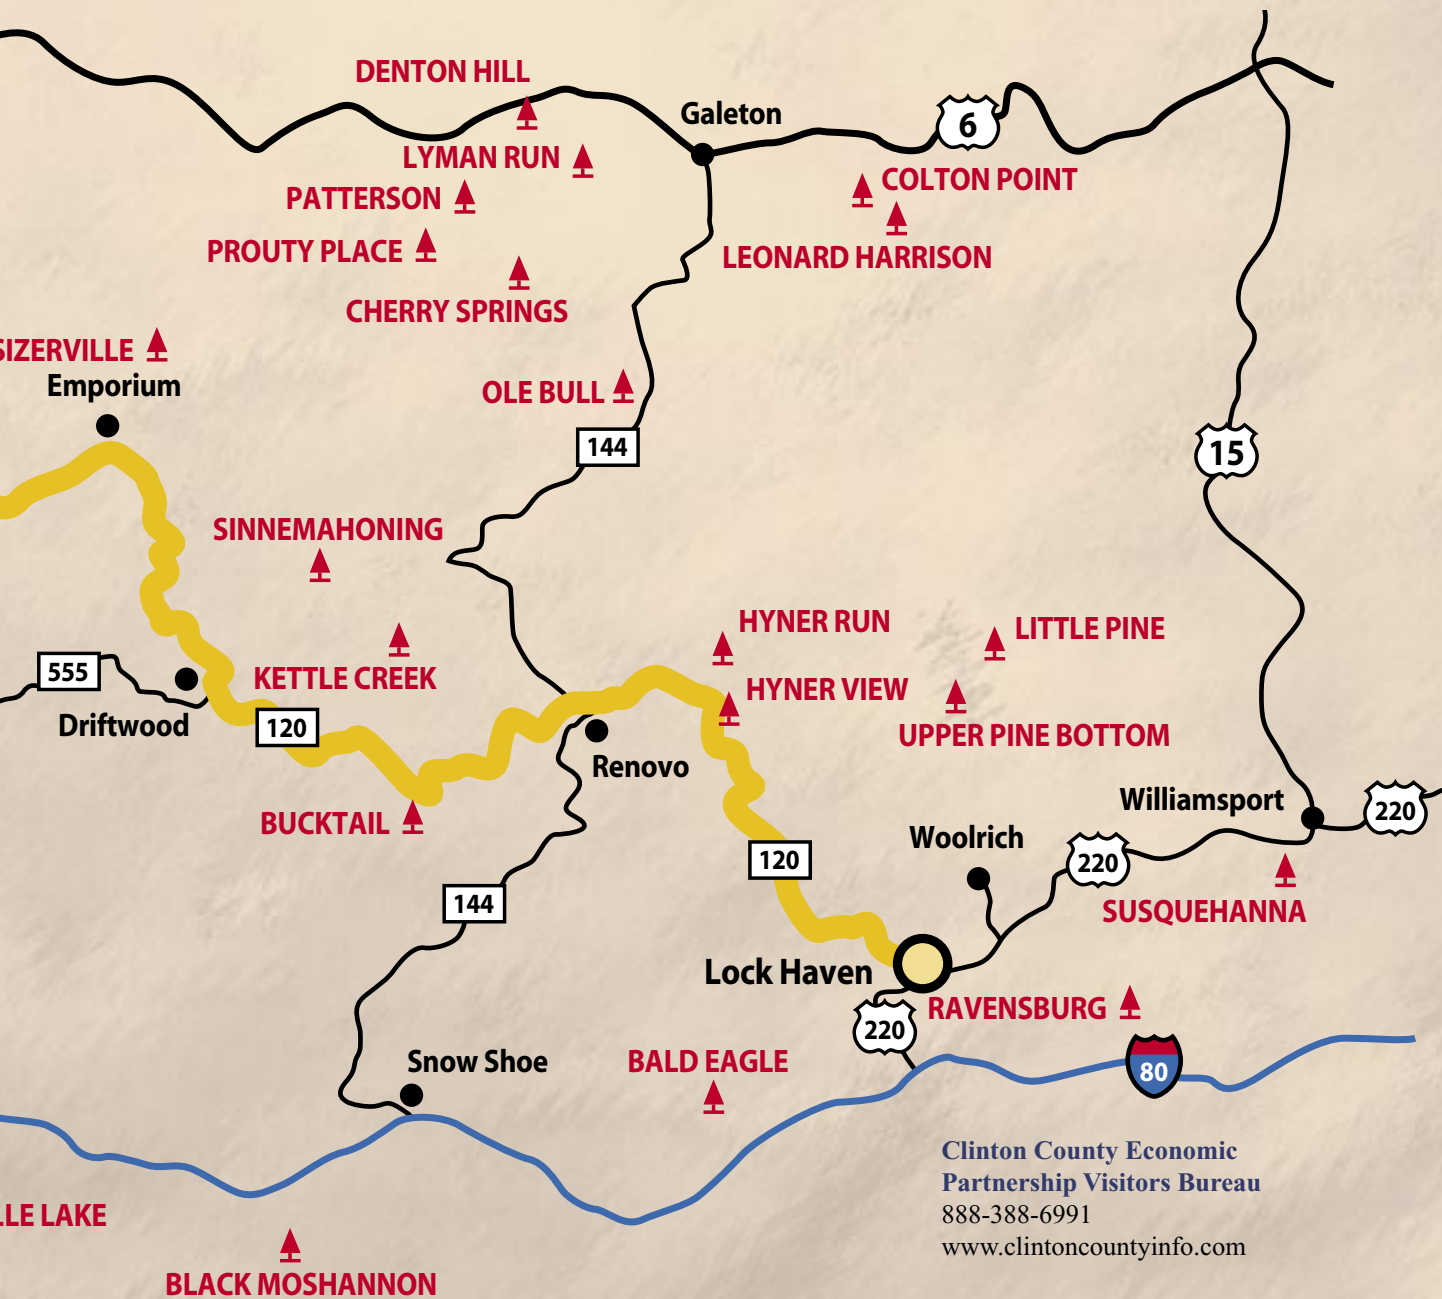 DENTON HILL
Galeton
6
LYMAN RUN
COLTON POINT
PATTERSON
PROUTY PLACE
LEONARD HARRISON
CHERRY SPRINGS
SIZERVILLE
Emporium
OLE BULL
144
15
SINNEMAHONING
HYNER RUN
LITTLE PINE
555
KETTLE CREEK
HYNER VIEW
Driftwood
120
UPPER PINE BOTTOM
Renovo
Williamsport
220
BUCKTAIL
Woolrich
120
220
144
SUSQUEHANNA
Lock Haven
RAVENSBURG
220
Snow Shoe
BALD EAGLE
80
Clinton County Economic
Partnership Visitors Bureau
888-388-6991
www.clintoncountyinfo.com
LLE LAKE
BLACK MOSHANNON